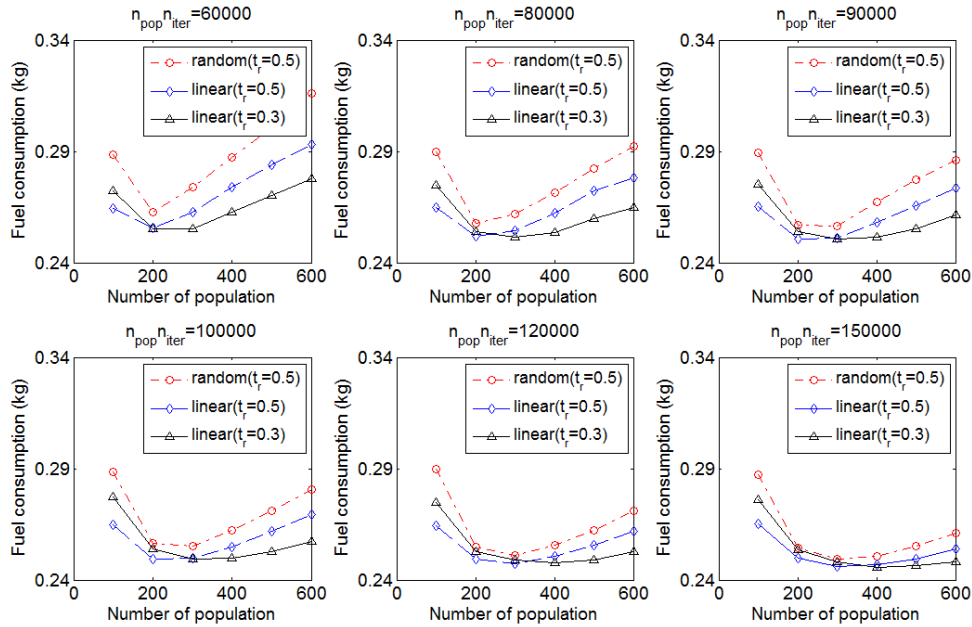 n_pop n_iter=60000
0.34
random(t_r=0.5)
linear(t_r=0.5)
linear(t_r=0.3)
0.29
0.24
0 200 400 600
Fuel consumption (kg)
Number of population
n_pop n_iter=80000
0.34
random(t_r=0.5)
linear(t_r=0.5)
linear(t_r=0.3)
0.29
0.24
0 200 400 600
Fuel consumption (kg)
Number of population
n_pop n_iter=90000
0.34
random(t_r=0.5)
linear(t_r=0.5)
linear(t_r=0.3)
0.29
0.24
0 200 400 600
Fuel consumption (kg)
Number of population
n_pop n_iter=100000
0.34
random(t_r=0.5)
linear(t_r=0.5)
linear(t_r=0.3)
0.29
0.24
0 200 400 600
Fuel consumption (kg)
Number of population
n_pop n_iter=120000
0.34
random(t_r=0.5)
linear(t_r=0.5)
linear(t_r=0.3)
0.29
0.24
0 200 400 600
Fuel consumption (kg)
Number of population
n_pop n_iter=150000
0.34
random(t_r=0.5)
linear(t_r=0.5)
linear(t_r=0.3)
0.29
0.24
0 200 400 600
Fuel consumption (kg)
Number of population